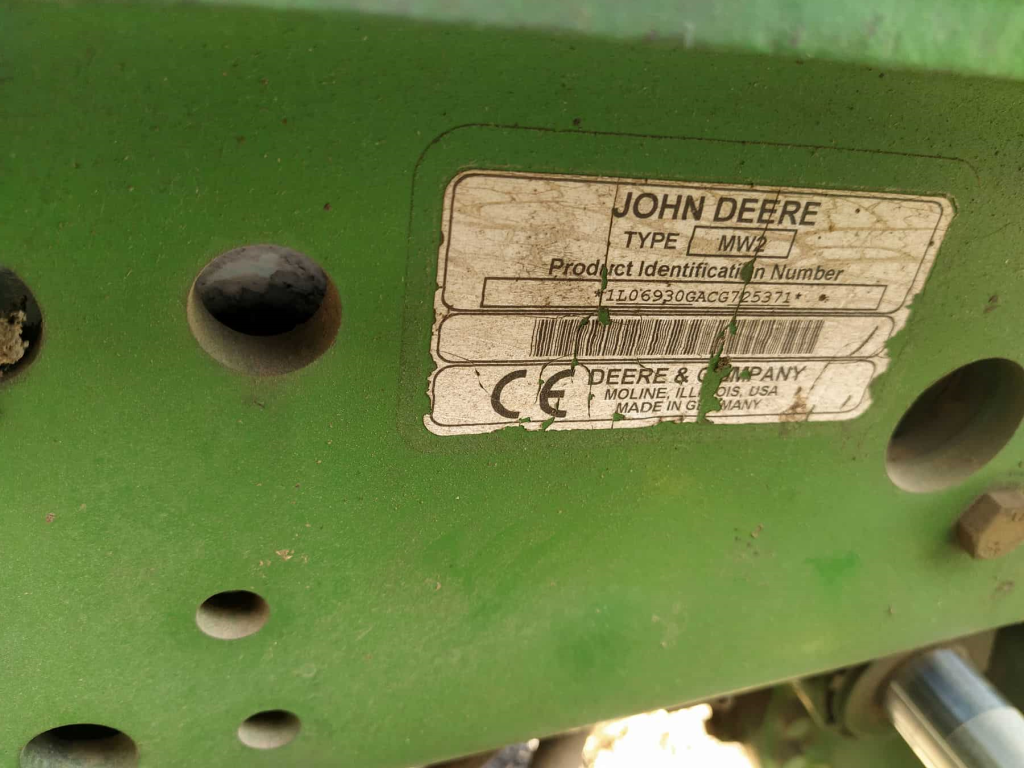 JOHN DEERE
TYPE MW2
Product Identification Number
*1L06930GACG725371*
CE DEERE & COMPANY
MOLINE, ILLINOIS, USA
MADE IN GERMANY